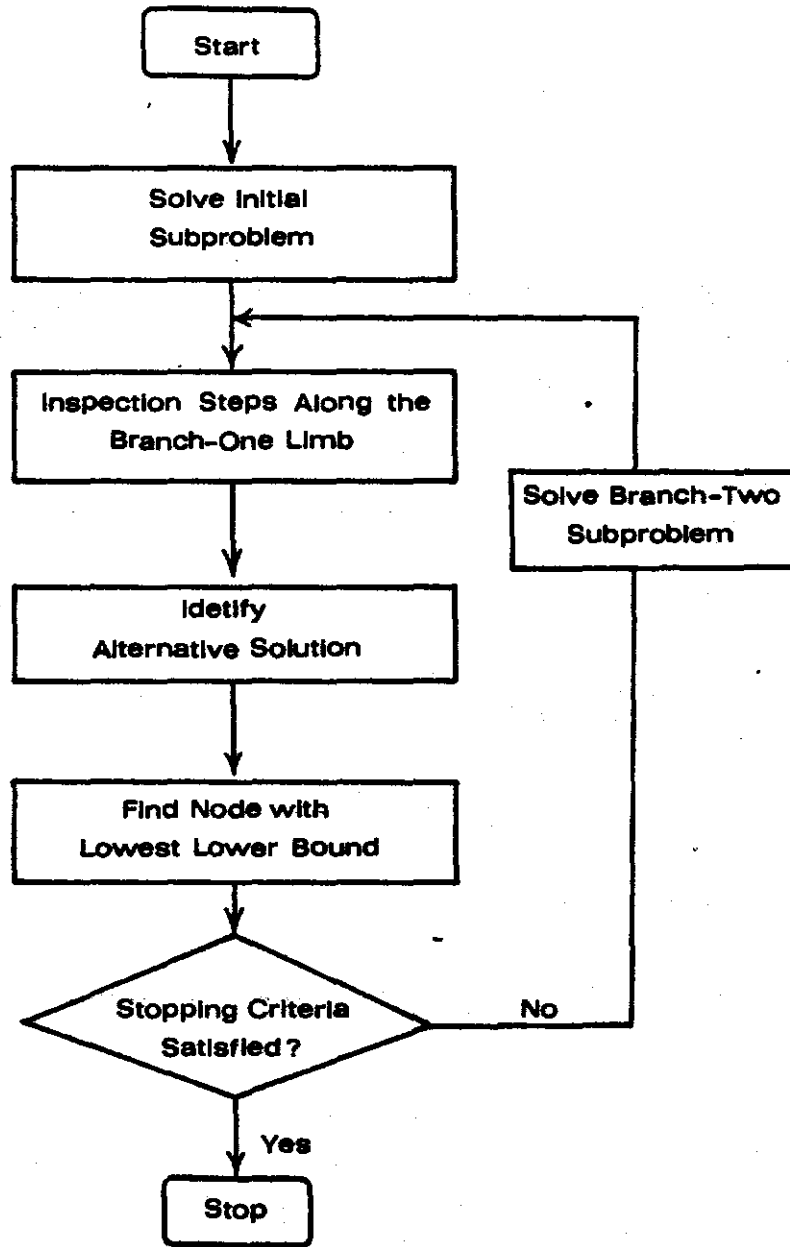 Start
Solve Initial
Subproblem
Inspection Steps Along the
Branch-One Limb
Solve Branch-Two
Subproblem
Idetify
Alternative Solution
Find Node with
Lowest Lower Bound
Stopping Criteria
Satisfied?
No
Yes
Stop